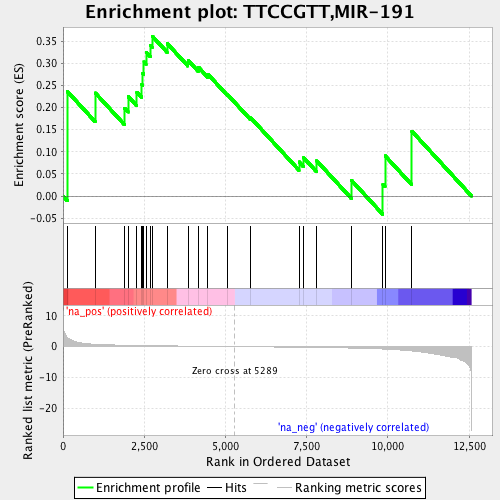 Enrichment plot: TTCCGTT,MIR-191
Enrichment score (ES)
0.35
0.30
0.25
0.20
0.15
0.10
0.05
0.00
-0.05
'na_pos' (positively correlated)
Ranked list metric (PreRanked)
10
0
-10
-20
Zero cross at 5289
'na_neg' (negatively correlated)
0 2,500 5,000 7,500 10,000 12,500
Rank in Ordered Dataset
Enrichment profile Hits Ranking metric scores